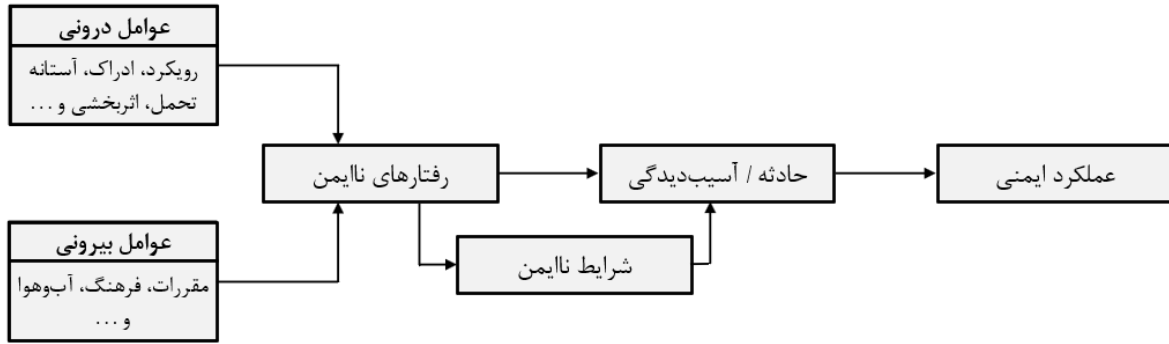 عوامل درونی
رویکرد، ادراک، آستانه
تحمل، اثربخشی و ...
رفتارهای ناایمن
حادثه / آسیب‌دیدگی
عملکرد ایمنی
شرایط ناایمن
عوامل بیرونی
مقررات، فرهنگ، آب‌وهوا
و ...